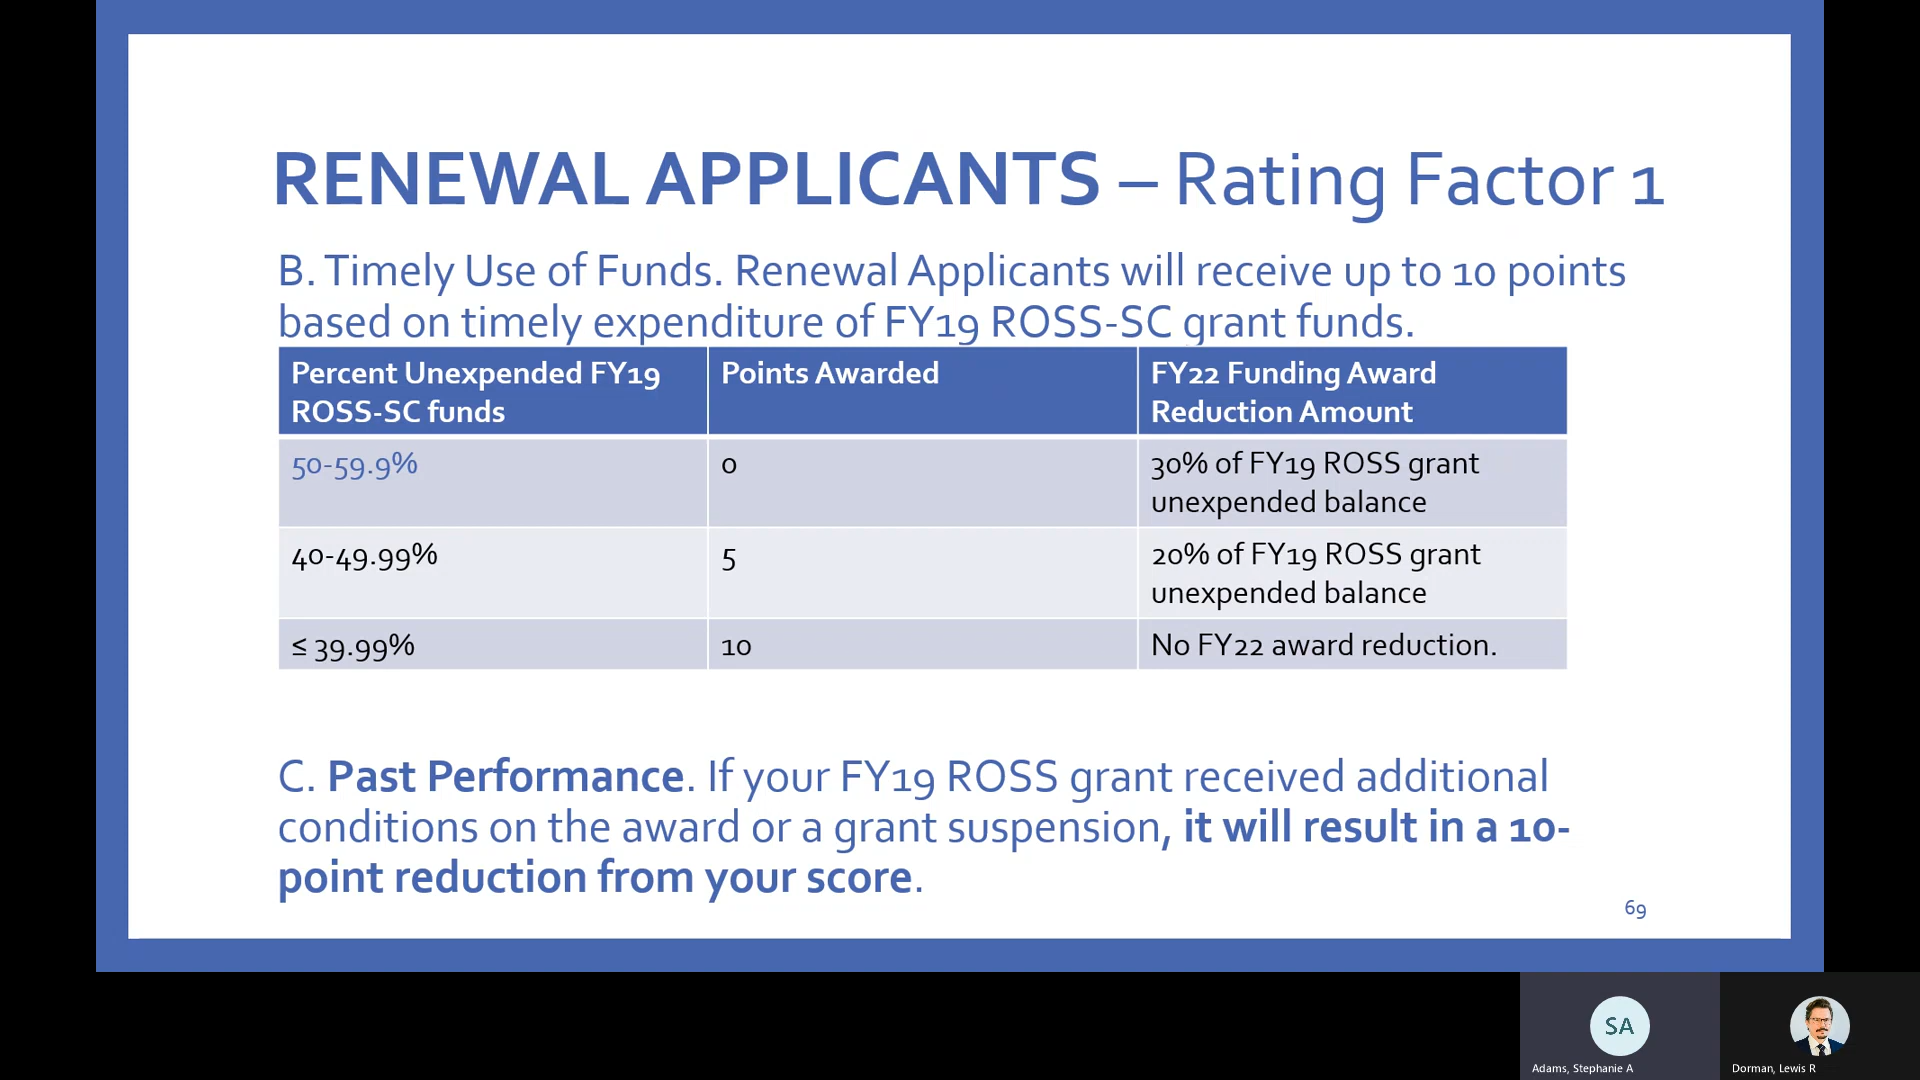 RENEWAL APPLICANTS – Rating Factor 1
B. Timely Use of Funds. Renewal Applicants will receive up to 10 points
based on timely expenditure of FY19 ROSS-SC grant funds.
Percent Unexpended FY19
ROSS-SC funds
Points Awarded
FY22 Funding Award
Reduction Amount
50-59.9%
0
30% of FY19 ROSS grant
unexpended balance
40-49.99%
5
20% of FY19 ROSS grant
unexpended balance
≤ 39.99%
10
No FY22 award reduction.
C. Past Performance. If your FY19 ROSS grant received additional
conditions on the award or a grant suspension, it will result in a 10-
point reduction from your score.
69
SA
Adams, Stephanie A
Dorman, Lewis R